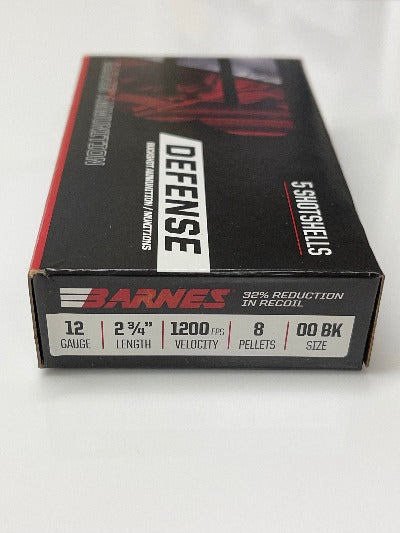 AMMUNITION
DEFENSE
BUCKSHOT AMMUNITION / MUNITIONS
5 SHOTSHELLS
BARNES
32% REDUCTION
IN RECOIL
12
GAUGE
2 ¾"
LENGTH
1200 FPS
VELOCITY
8
PELLETS
00 BK
SIZE